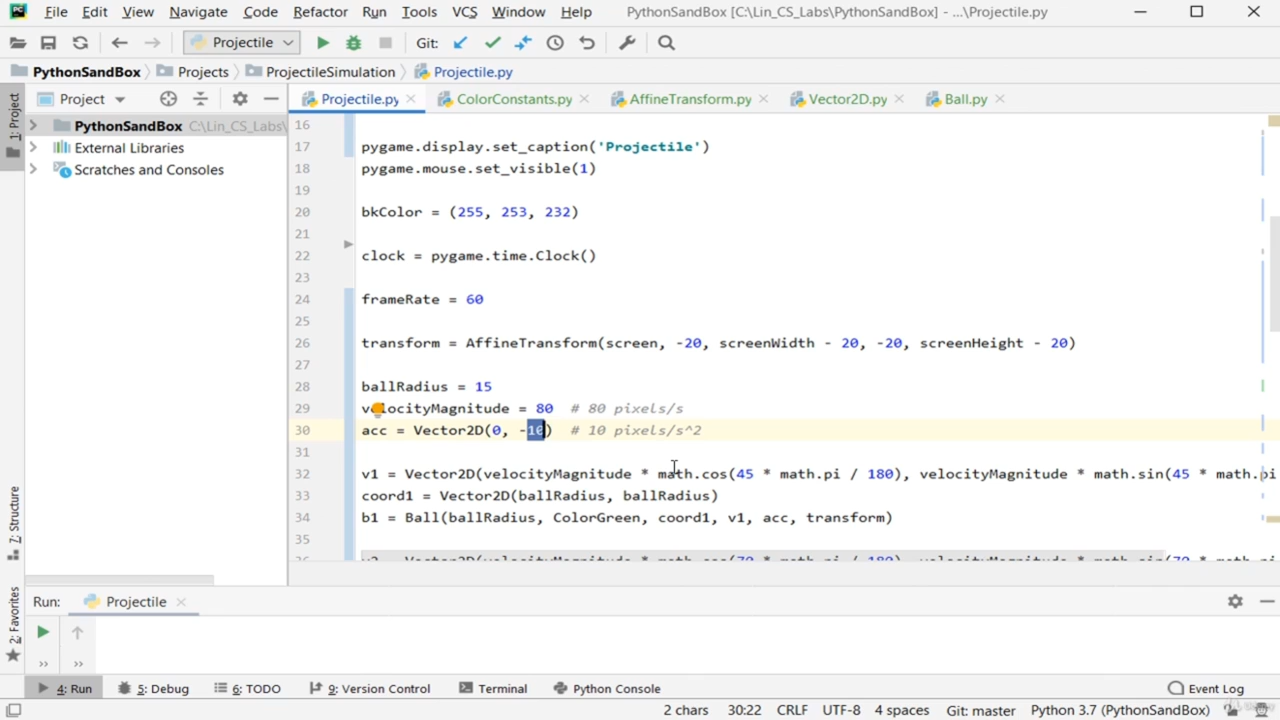 PC File Edit View Navigate Code Refactor Run Tools VCS Window Help PythonSandBox [C:\Lin_CS_Labs\PythonSandBox] - ...\Projectile.py
Projectile Git:
PythonSandBox Projects ProjectileSimulation Projectile.py
Project Projectile.py ColorConstants.py AffineTransform.py Vector2D.py Ball.py
1: Project
PythonSandBox C:\Lin_CS_Labs\
External Libraries
Scratches and Consoles
16
17 pygame.display.set_caption('Projectile')
18 pygame.mouse.set_visible(1)
19
20 bkColor = (255, 253, 232)
21
22 clock = pygame.time.Clock()
23
24 frameRate = 60
25
26 transform = AffineTransform(screen, -20, screenWidth - 20, -20, screenHeight - 20)
27
28 ballRadius = 15
29 velocityMagnitude = 80 # 80 pixels/s
30 acc = Vector2D(0, -10) # 10 pixels/s^2
31
32 v1 = Vector2D(velocityMagnitude * math.cos(45 * math.pi / 180), velocityMagnitude * math.sin(45 * math.pi
33 coord1 = Vector2D(ballRadius, ballRadius)
34 b1 = Ball(ballRadius, ColorGreen, coord1, v1, acc, transform)
35
7: Structure
2: Favorites
Run: Projectile
4: Run 5: Debug 6: TODO 9: Version Control Terminal Python Console Event Log
2 chars 30:22 CRLF UTF-8 4 spaces Git: master Python 3.7 (PythonSandBox)